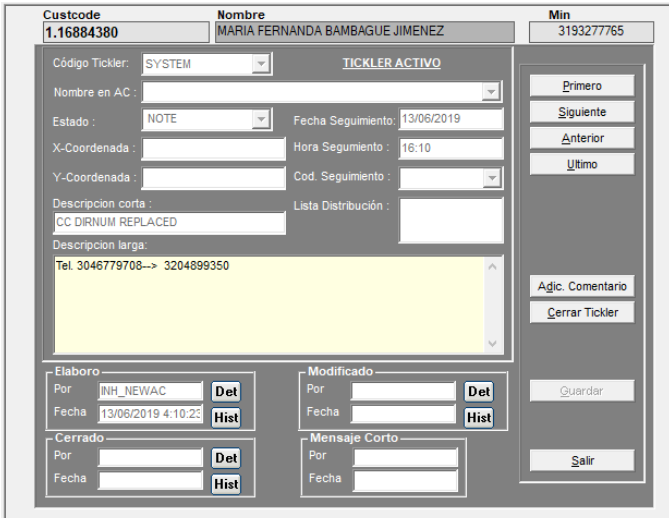 Custcode Nombre Min
1.16884380 MARIA FERNANDA BAMBAGUE JIMENEZ 3193277765
Código Tickler: SYSTEM TICKLER ACTIVO
Nombre en AC :
Estado : NOTE Fecha Seguimiento: 13/06/2019
X-Coordenada : Hora Segumiento : 16:10
Y-Coordenada : Cod. Seguimiento :
Descripcion corta : Lista Distribución :
CC DIRNUM REPLACED
Descripcion larga:
Tel. 3046779708--> 3204899350
Primero
Siguiente
Anterior
Ultimo
Adic. Comentario
Cerrar Tickler
Guardar
Salir
Elaboro
Por INH_NEWAC Det
Fecha 13/06/2019 4:10:23 Hist
Modificado
Por Det
Fecha Hist
Cerrado
Por Det
Fecha Hist
Mensaje Corto
Por
Fecha